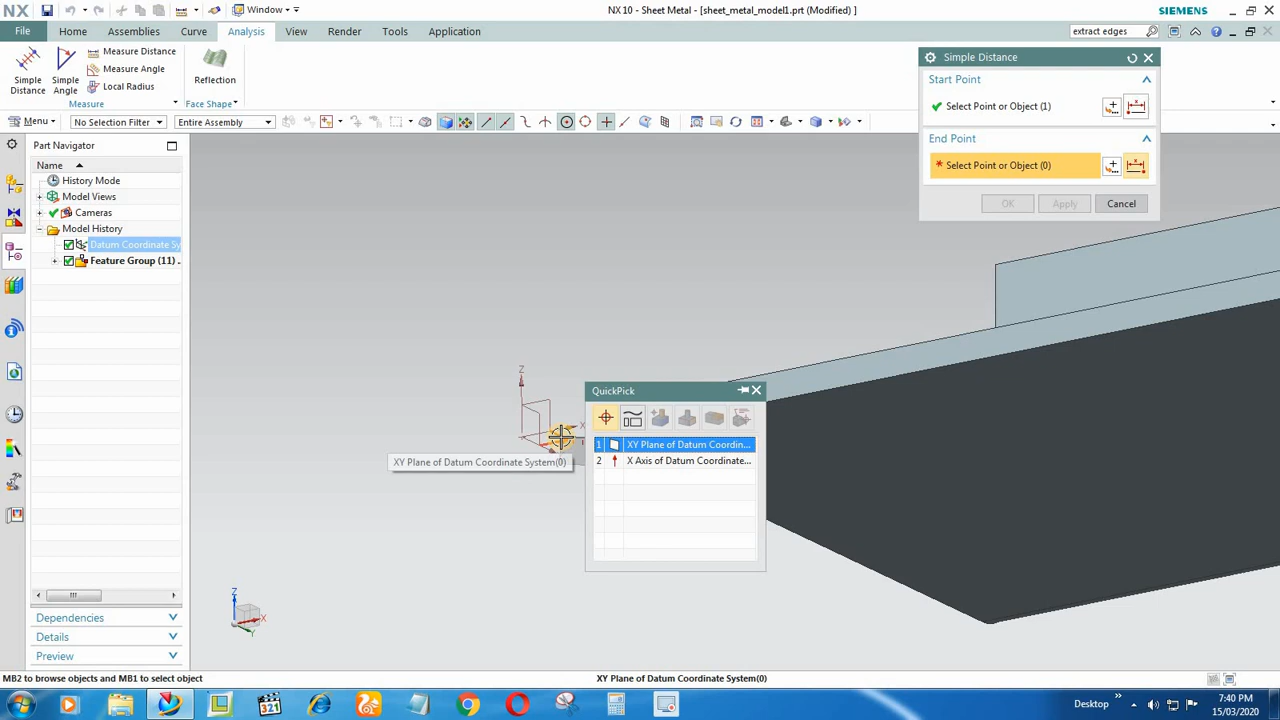 NX
Window
NX 10 - Sheet Metal - [sheet_metal_model1.prt (Modified) ]
SIEMENS
File
Home
Assemblies
Curve
Analysis
View
Render
Tools
Application
extract edges
Simple Distance
Simple Angle
Measure Distance
Measure Angle
Local Radius
Reflection
Measure
Face Shape
Menu
No Selection Filter
Entire Assembly
Simple Distance
Start Point
Select Point or Object (1)
End Point
* Select Point or Object (0)
OK
Apply
Cancel
Part Navigator
Name
History Mode
Model Views
Cameras
Model History
Datum Coordinate Sy
Feature Group (11) .
Z
X
XY Plane of Datum Coordinate System(0)
QuickPick
1 XY Plane of Datum Coordin...
2 X Axis of Datum Coordinate...
Z
X
Y
Dependencies
Details
Preview
MB2 to browse objects and MB1 to select object
XY Plane of Datum Coordinate System(0)
321
Desktop
7:40 PM
15/03/2020